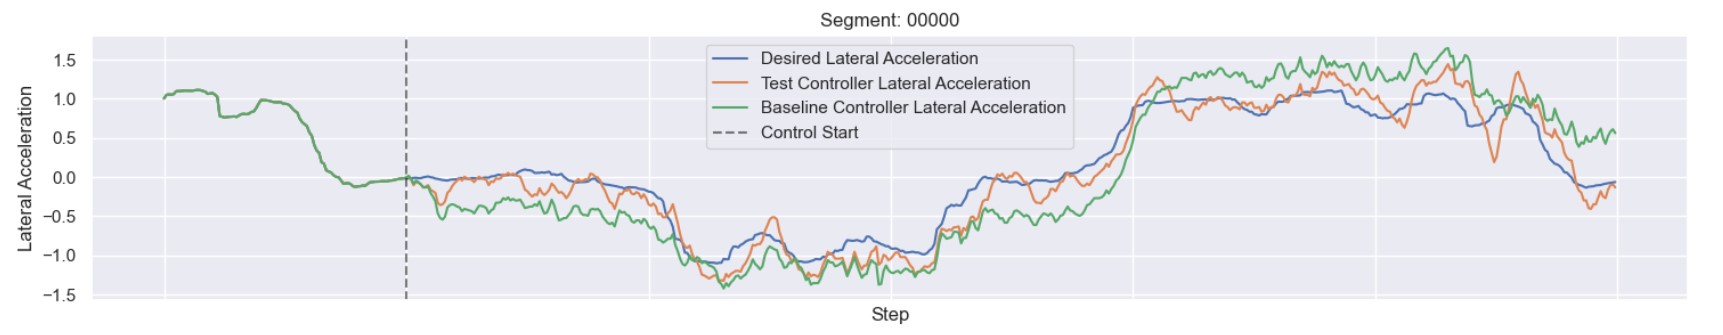 Segment: 00000
Lateral Acceleration
1.5
1.0
0.5
0.0
−0.5
−1.0
−1.5
Desired Lateral Acceleration
Test Controller Lateral Acceleration
Baseline Controller Lateral Acceleration
Control Start
Step